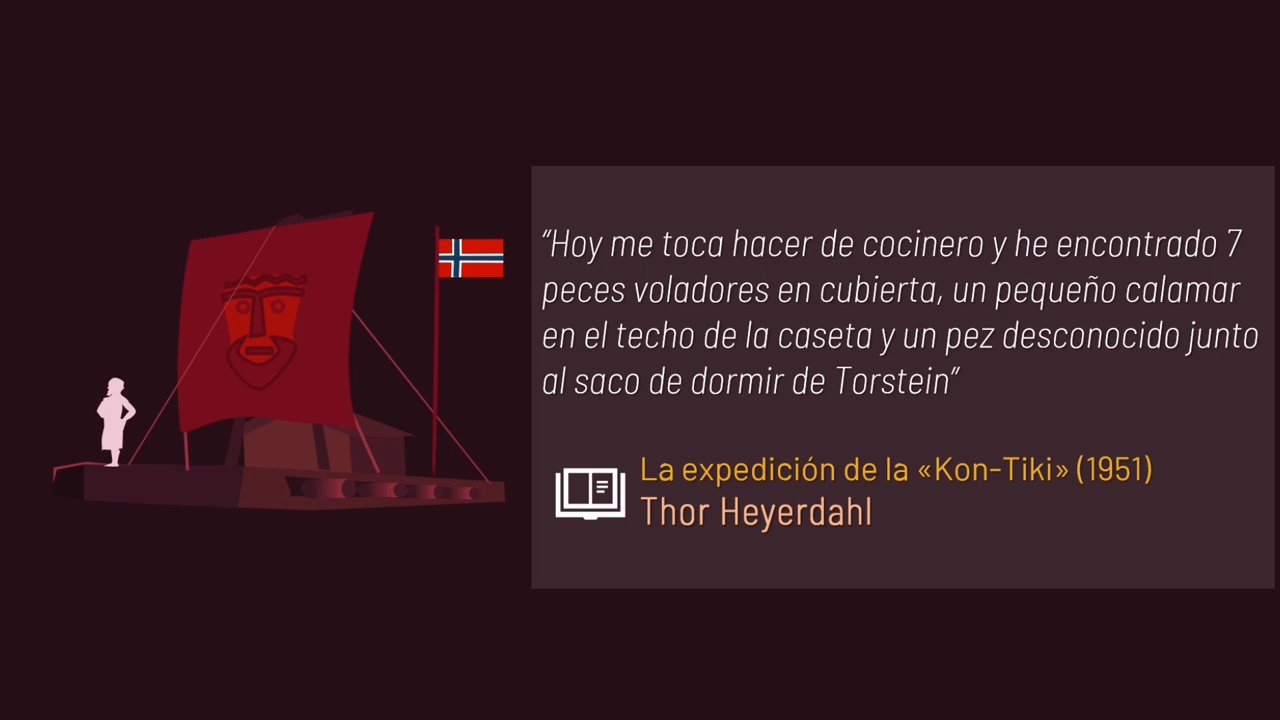 “Hoy me toca hacer de cocinero y he encontrado 7
peces voladores en cubierta, un pequeño calamar
en el techo de la caseta y un pez desconocido junto
al saco de dormir de Torstein”
La expedición de la «Kon-Tiki» (1951)
Thor Heyerdahl